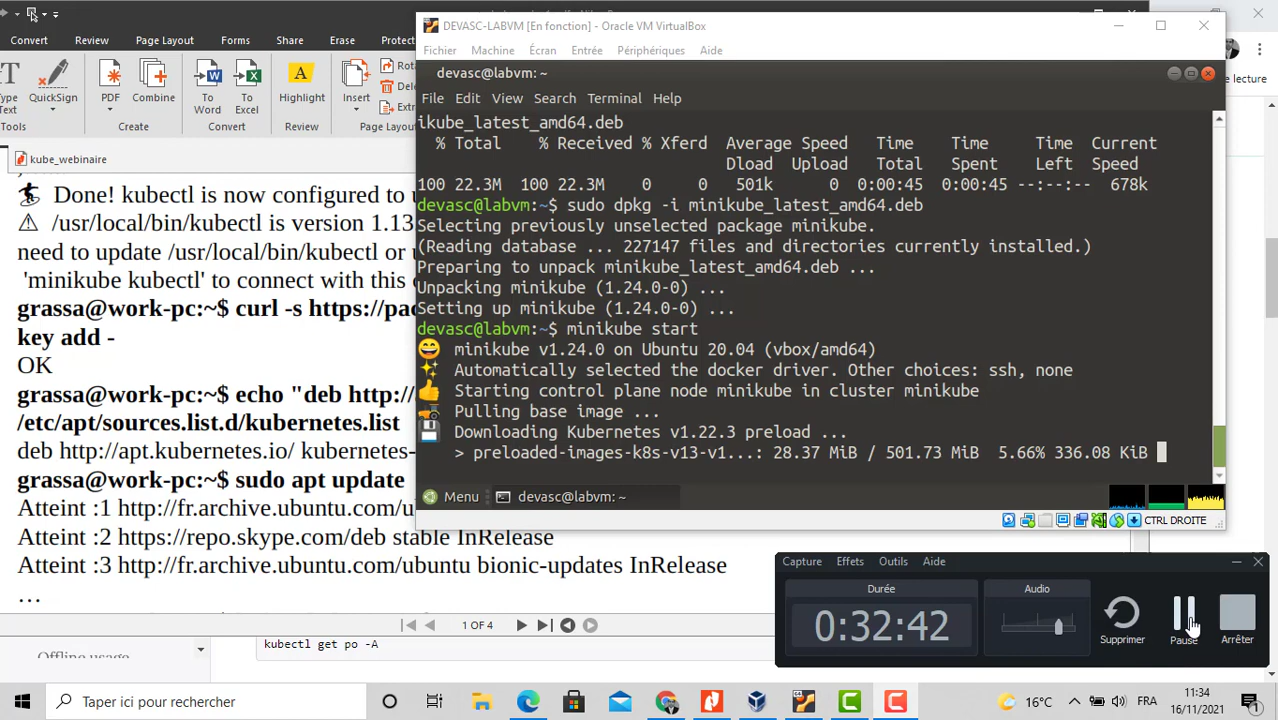 Convert Review Page Layout Forms Share Erase Protect
Type
Text
QuickSign
PDF
Combine
To
Word
To
Excel
Highlight
Insert
Tools
Create
Convert
Review
Page Layout
kube_webinaire
Done! kubectl is now configured to
⚠ /usr/local/bin/kubectl is version 1.13
need to update /usr/local/bin/kubectl or
'minikube kubectl' to connect with this
grassa@work-pc:~$ curl -s https://pac
key add -
OK
grassa@work-pc:~$ echo "deb http://
/etc/apt/sources.list.d/kubernetes.list
deb http://apt.kubernetes.io/ kubernetes-
grassa@work-pc:~$ sudo apt update
Atteint :1 http://fr.archive.ubuntu.com/u
Atteint :2 https://repo.skype.com/deb stable InRelease
Atteint :3 http://fr.archive.ubuntu.com/ubuntu bionic-updates InRelease
…
1 OF 4
Offline usage
kubectl get po -A
DEVASC-LABVM [En fonction] - Oracle VM VirtualBox
Fichier Machine Écran Entrée Périphériques Aide
devasc@labvm: ~
File Edit View Search Terminal Help
ikube_latest_amd64.deb
% Total % Received % Xferd Average Speed Time Time Time Current
Dload Upload Total Spent Left Speed
100 22.3M 100 22.3M 0 0 501k 0 0:00:45 0:00:45 --:--:-- 678k
devasc@labvm:~$ sudo dpkg -i minikube_latest_amd64.deb
Selecting previously unselected package minikube.
(Reading database ... 227147 files and directories currently installed.)
Preparing to unpack minikube_latest_amd64.deb ...
Unpacking minikube (1.24.0-0) ...
Setting up minikube (1.24.0-0) ...
devasc@labvm:~$ minikube start
😄 minikube v1.24.0 on Ubuntu 20.04 (vbox/amd64)
✨ Automatically selected the docker driver. Other choices: ssh, none
👍 Starting control plane node minikube in cluster minikube
🚜 Pulling base image ...
💾 Downloading Kubernetes v1.22.3 preload ...
> preloaded-images-k8s-v13-v1...: 28.37 MiB / 501.73 MiB 5.66% 336.08 KiB
Menu devasc@labvm: ~
CTRL DROITE
e lecture
Capture Effets Outils Aide
Durée
0:32:42
Audio
Supprimer
Pause
Arrêter
Taper ici pour rechercher
16°C
FRA
11:34
16/11/2021